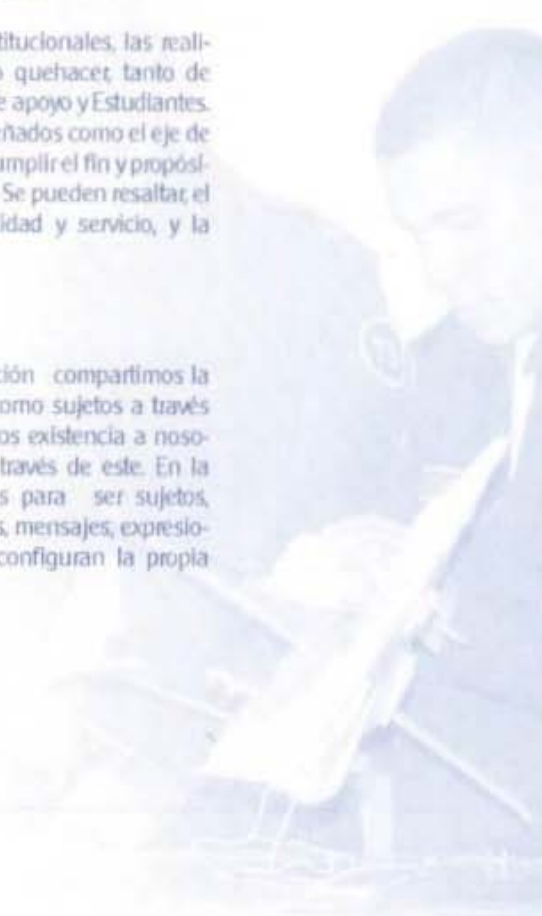 titucionales, las reali-
o quehacer, tanto de
e apoyo y Estudiantes.
eñados como el eje de
umplir el fin y propósi-
Se pueden resaltar, el
idad y servicio, y la
ción compartimos la
omo sujetos a través
os existencia a noso-
través de este. En la
s para ser sujetos,
s, mensajes, expresio-
configuran la propia